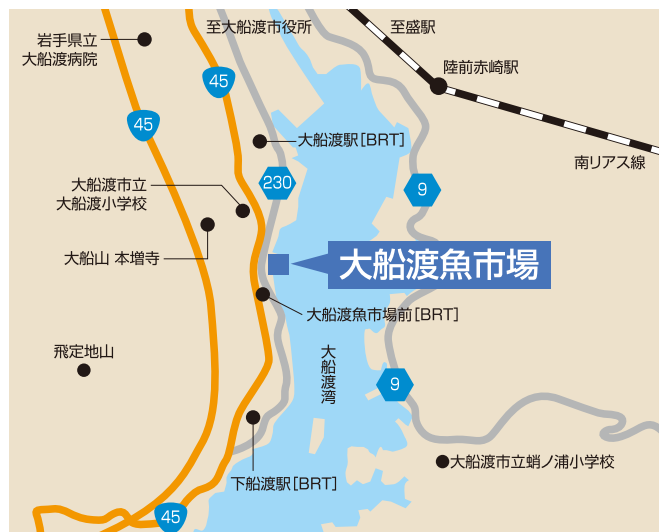 至大船渡市役所
至盛駅
岩手県立
大船渡病院
陸前赤崎駅
45
45
大船渡駅[BRT]
南リアス線
230
9
大船渡市立
大船渡小学校
大船山 本増寺
大船渡魚市場
大船渡魚市場前[BRT]
飛定地山
大船渡湾
9
大船渡市立蛸ノ浦小学校
下船渡駅[BRT]
45